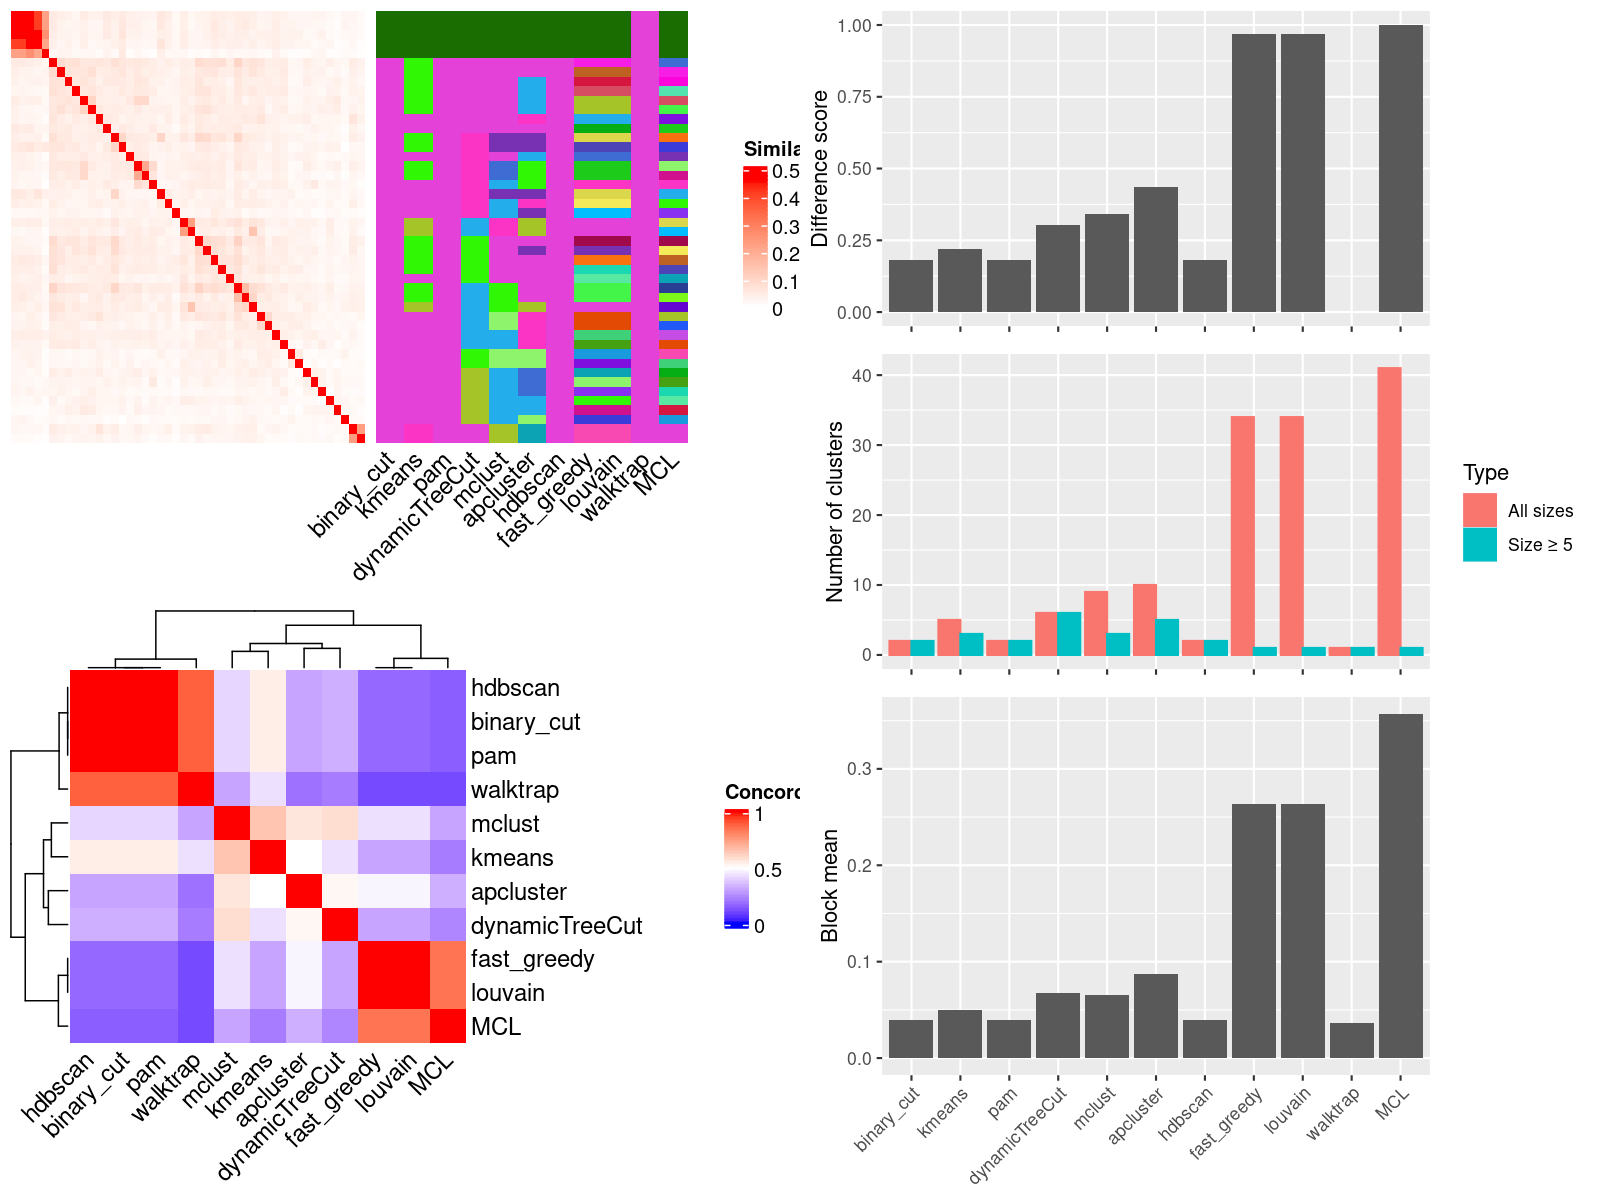 Simila
0.5
0.4
0.3
0.2
0.1
0
binary_cut
kmeans
pam
dynamicTreeCut
mclust
apcluster
hdbscan
fast_greedy
louvain
walktrap
MCL
hdbscan
binary_cut
pam
walktrap
mclust
kmeans
apcluster
dynamicTreeCut
fast_greedy
louvain
MCL
hdbscan
binary_cut
pam
walktrap
mclust
kmeans
apcluster
dynamicTreeCut
fast_greedy
louvain
MCL
Concord
1
0.5
0
Difference score
1.00
0.75
0.50
0.25
0.00
Number of clusters
40
30
20
10
0
Type
All sizes
Size ≥ 5
Block mean
0.3
0.2
0.1
0.0
binary_cut
kmeans
pam
dynamicTreeCut
mclust
apcluster
hdbscan
fast_greedy
louvain
walktrap
MCL